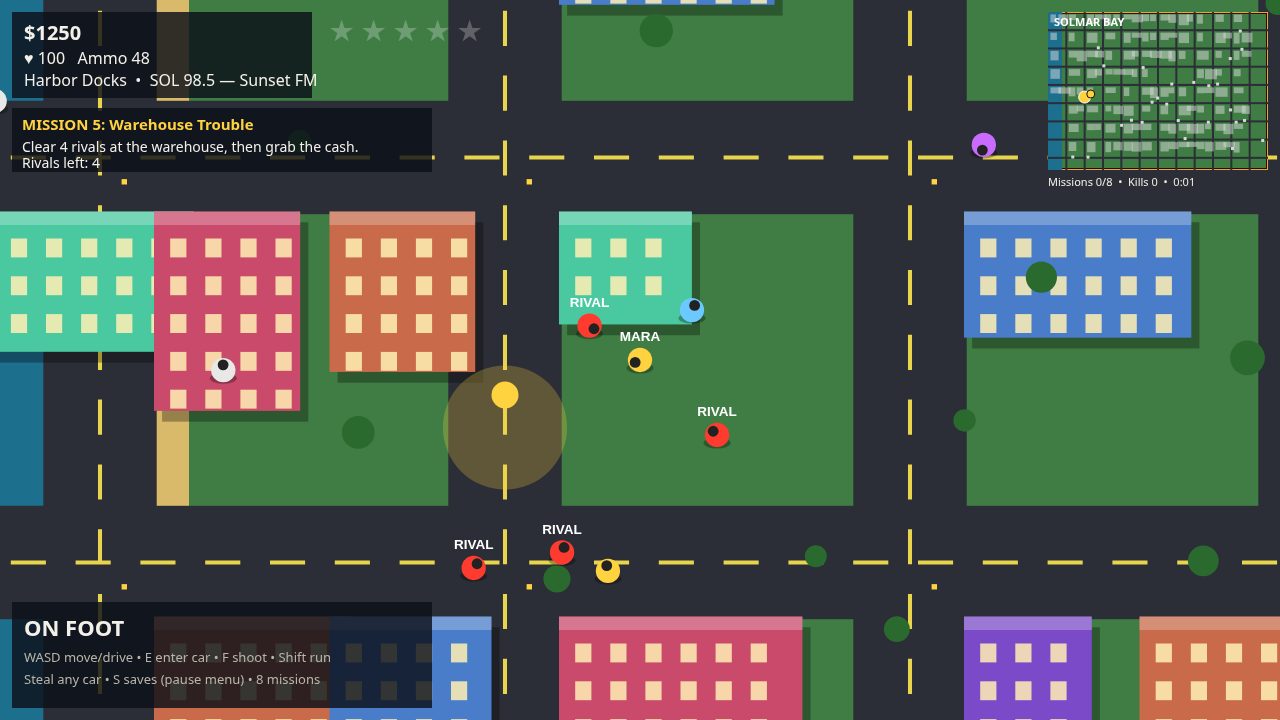 $1250
♥ 100 Ammo 48
Harbor Docks • SOL 98.5 — Sunset FM
SOLMAR BAY
MISSION 5: Warehouse Trouble
Clear 4 rivals at the warehouse, then grab the cash.
Rivals left: 4
Missions 0/8 • Kills 0 • 0:01
RIVAL
MARA
RIVAL
RIVAL
RIVAL
ON FOOT
WASD move/drive • E enter car • F shoot • Shift run
Steal any car • S saves (pause menu) • 8 missions